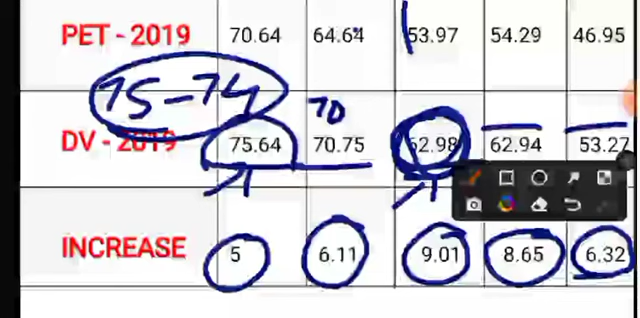 PET - 2019 70.64 64.64 53.97 54.29 46.95
75-74 70
DV - 2019 75.64 70.75 62.98 62.94 53.27
INCREASE 5 6.11 9.01 8.65 6.32